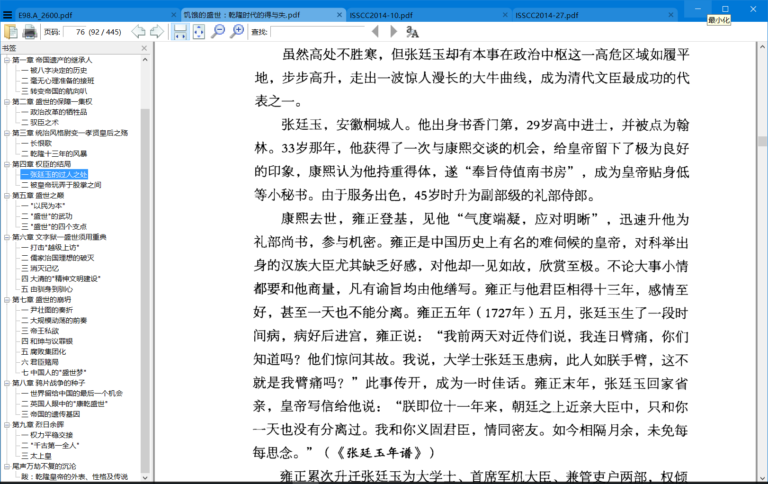 E98.A_2600.pdf
饥饿的盛世：乾隆时代的得与失.pdf
ISSCC2014-10.pdf
ISSCC2014-27.pdf
最小化
页码: 76 (92 / 445)
查找:
书签
第一章 帝国遗产的继承人
一 被八字决定的历史
二 毫无心理准备的接班
三 转变帝国的航向叭
第二章 盛世的保障一集权
一 政治改革的牺牲品
二 驭臣之术
第三章 统治风格剧变一孝贤皇后之殇
一 长恨歌
二 乾隆十三年的风暴
第四章 权臣的结局
一 张廷玉的过人之处
二 被皇帝玩弄于股掌之间
第五章 盛世之巅
一 "以民为本"
二 "盛世"的武功
三 "盛世"的四个支点
第六章 文字狱一盛世须用重典
一 打击"越级上访"
二 儒家治国理想的破灭
三 消灭记忆
四 大清的"精神文明建设"
五 由驯身到驯心
第七章 盛世的崩坍
一 尹壮图的奏折
二 大规模动荡的前奏
三 帝王私欲
四 和珅与议罪银
五 腐败集团化
六 君臣赌局
七 中国人的"盛世梦"
第八章 鸦片战争的种子
一 世界留给中国的最后一个机会
二 英国人眼中的"康乾盛世"
三 帝国的遗传基因
第九章 烈日余晖
一 权力平稳交接
二 "千古第一全人"
三 太上皇
尾声万劫不复的沉沦
跋：乾隆皇帝的外表、性格及传说
虽然高处不胜寒，但张廷玉却有本事在政治中枢这一高危区域如履平
地，步步高升，走出一波惊人漫长的大牛曲线，成为清代文臣最成功的代
表之一。
张廷玉，安徽桐城人。他出身书香门第，29岁高中进士，并被点为翰
林。33岁那年，他获得了一次与康熙交谈的机会，给皇帝留下了极为良好
的印象，康熙认为他持重得体，遂“奉旨侍值南书房”，成为皇帝贴身低
等小秘书。由于服务出色，45岁时升为副部级的礼部侍郎。
康熙去世，雍正登基，见他“气度端凝，应对明晰”，迅速升他为
礼部尚书，参与机密。雍正是中国历史上有名的难伺候的皇帝，对科举出
身的汉族大臣尤其缺乏好感，对他却一见如故，欣赏至极。不论大事小情
都要和他商量，凡有谕旨均由他缮写。雍正与他君臣相得十三年，感情至
好，甚至一天也不能分离。雍正五年（1727年）五月，张廷玉生了一段时
间病，病好后进宫，雍正说：“我前两天对近侍们说，我连日臂痛，你们
知道吗？他们惊问其故。我说，大学士张廷玉患病，此人如朕手臂，这不
就是我臂痛吗？”此事传开，成为一时佳话。雍正末年，张廷玉回家省
亲，皇帝写信给他说：“朕即位十一年来，朝廷之上近亲大臣中，只和你
一天也没有分离过。我和你义固君臣，情同密友。如今相隔月余，未免每
每思念。”（《张廷玉年谱》）
雍正累次升迁张廷玉为大学士、首席军机大臣、兼管吏户两部，权倾